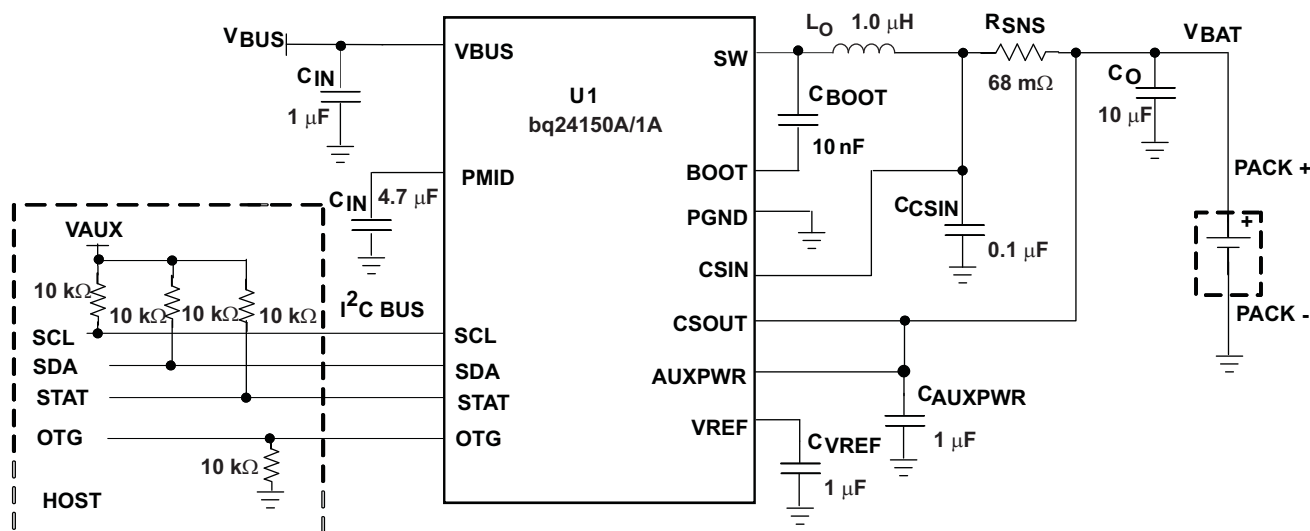 VBUS
CIN
1 μF
VBUS
U1
bq24150A/1A
SW
LO 1.0 μH
RSNS
68 mΩ
VBAT
CO
10 μF
CBOOT
10 nF
BOOT
PMID
CIN
4.7 μF
PGND
CCSIN
0.1 μF
CSIN
PACK +
+
PACK -
VAUX
10 kΩ
10 kΩ
10 kΩ
I2C BUS
SCL
SCL
CSOUT
SDA
SDA
AUXPWR
CAUXPWR
1 μF
STAT
STAT
VREF
CVREF
1 μF
OTG
OTG
10 kΩ
HOST